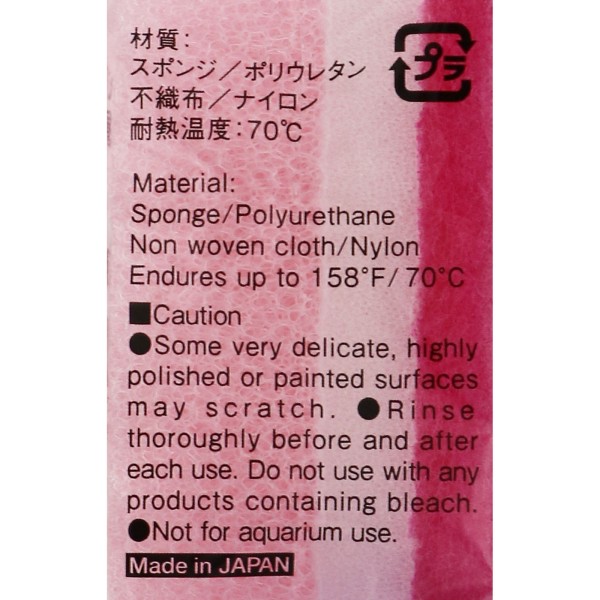 材質:
スポンジ/ポリウレタン
不織布/ナイロン
耐熱温度:70℃
プラ
Material:
Sponge/Polyurethane
Non woven cloth/Nylon
Endures up to 158°F/70℃
■Caution
●Some very delicate, highly
polished or painted surfaces
may scratch. ●Rinse
thoroughly before and after
each use. Do not use with any
products containing bleach.
●Not for aquarium use.
Made in JAPAN